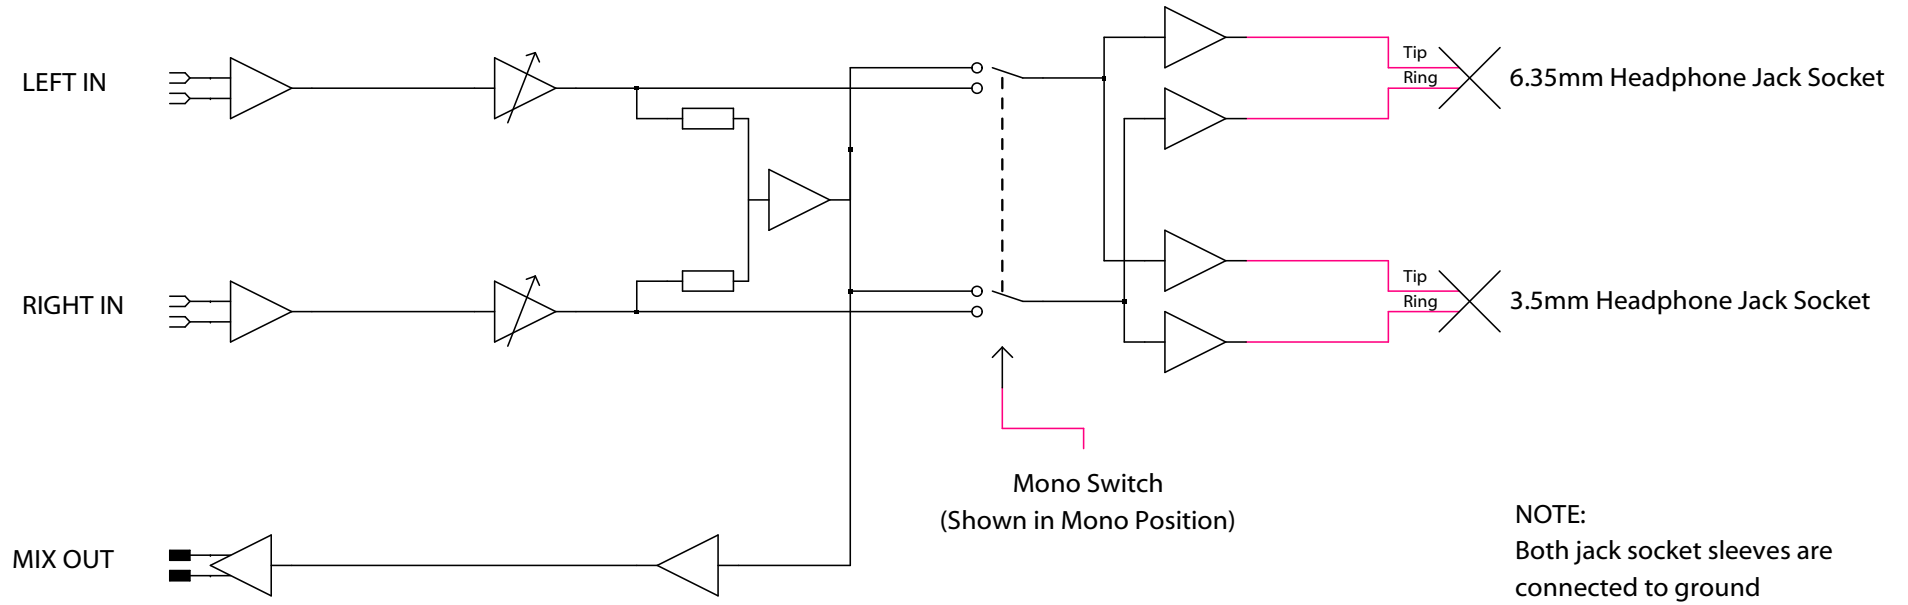 LEFT IN
Tip
Ring
6.35mm Headphone Jack Socket
RIGHT IN
Tip
Ring
3.5mm Headphone Jack Socket
Mono Switch
(Shown in Mono Position)
MIX OUT
NOTE:
Both jack socket sleeves are
connected to ground